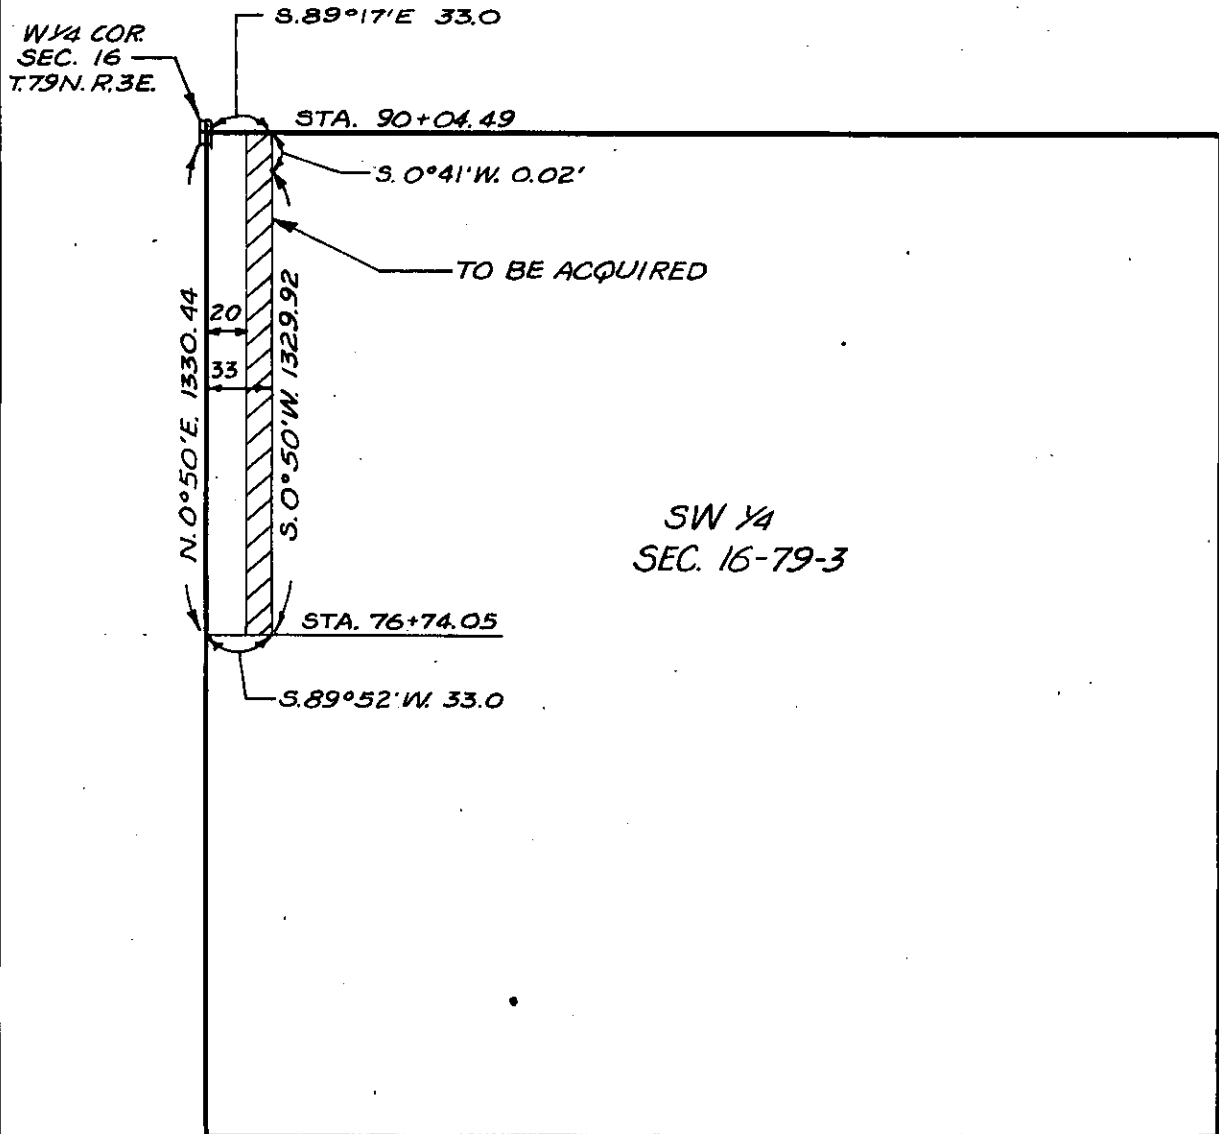 S.89°17'E 33.0
W1/4 COR.
SEC. 16
T.79N. R.3E.
STA. 90+04.49
S. 0°41'W. 0.02'
TO BE ACQUIRED
N.0°50'E. 1330.44
20
33
S.0°50'W. 1329.92
SW 1/4
SEC. 16-79-3
STA. 76+74.05
S.89°52'W. 33.0